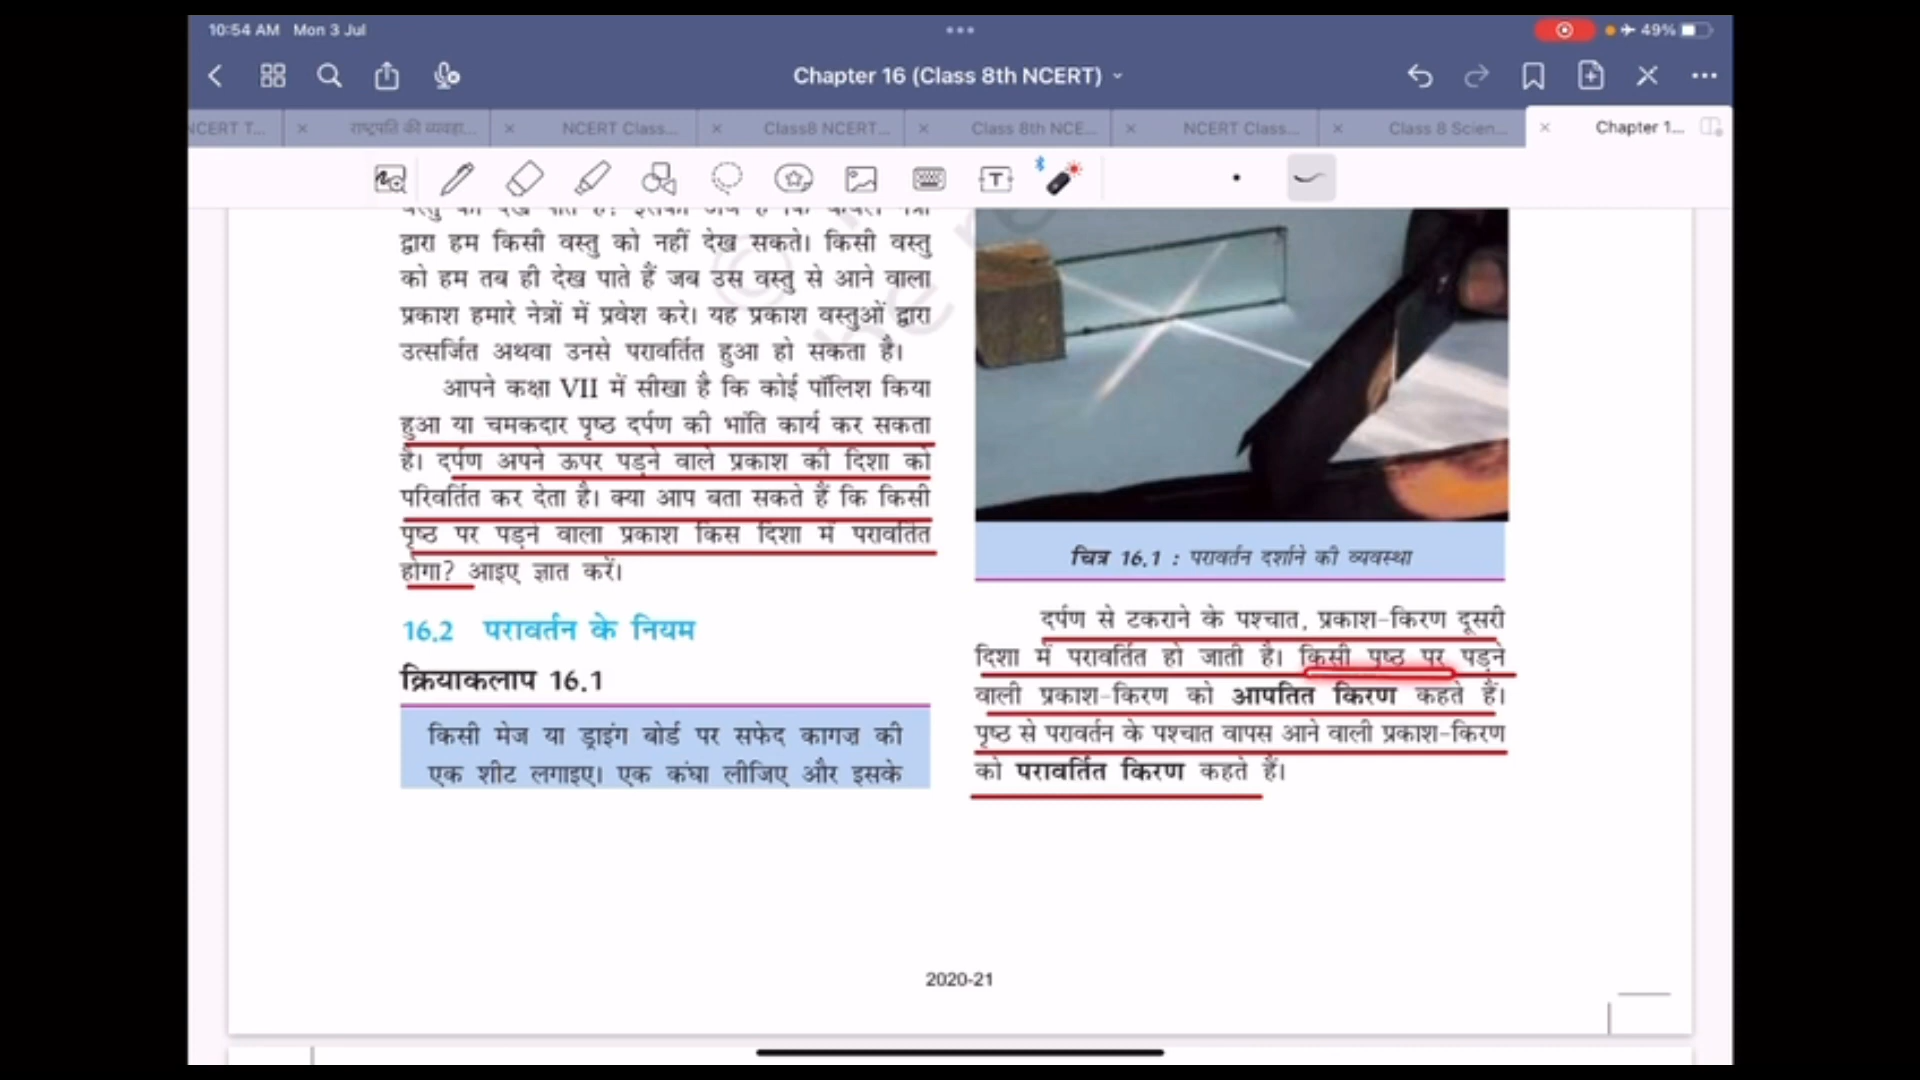 10:54 AM Mon 3 Jul
49%
Chapter 16 (Class 8th NCERT)
NCERT T...
राष्ट्रपति की व्यवहा...
NCERT Class...
Class8 NCERT...
Class 8th NCE...
NCERT Class...
Class 8 Scien...
Chapter 1...
द्वारा हम किसी वस्तु को नहीं देख सकते। किसी वस्तु
को हम तब ही देख पाते हैं जब उस वस्तु से आने वाला
प्रकाश हमारे नेत्रों में प्रवेश करे। यह प्रकाश वस्तुओं द्वारा
उत्सर्जित अथवा उनसे परावर्तित हुआ हो सकता है।
आपने कक्षा VII में सीखा है कि कोई पॉलिश किया
हुआ या चमकदार पृष्ठ दर्पण की भांति कार्य कर सकता
है। दर्पण अपने ऊपर पड़ने वाले प्रकाश की दिशा को
परिवर्तित कर देता है। क्या आप बता सकते हैं कि किसी
पृष्ठ पर पड़ने वाला प्रकाश किस दिशा में परावर्तित
होगा? आइए ज्ञात करें।
16.2 परावर्तन के नियम
क्रियाकलाप 16.1
किसी मेज या ड्राइंग बोर्ड पर सफेद कागज़ की
एक शीट लगाइए। एक कंघा लीजिए और इसके
चित्र 16.1 : परावर्तन दर्शाने की व्यवस्था
दर्पण से टकराने के पश्चात, प्रकाश-किरण दूसरी
दिशा में परावर्तित हो जाती है। किसी पृष्ठ पर पड़ने
वाली प्रकाश-किरण को आपतित किरण कहते हैं।
पृष्ठ से परावर्तन के पश्चात वापस आने वाली प्रकाश-किरण
को परावर्तित किरण कहते हैं।
2020-21